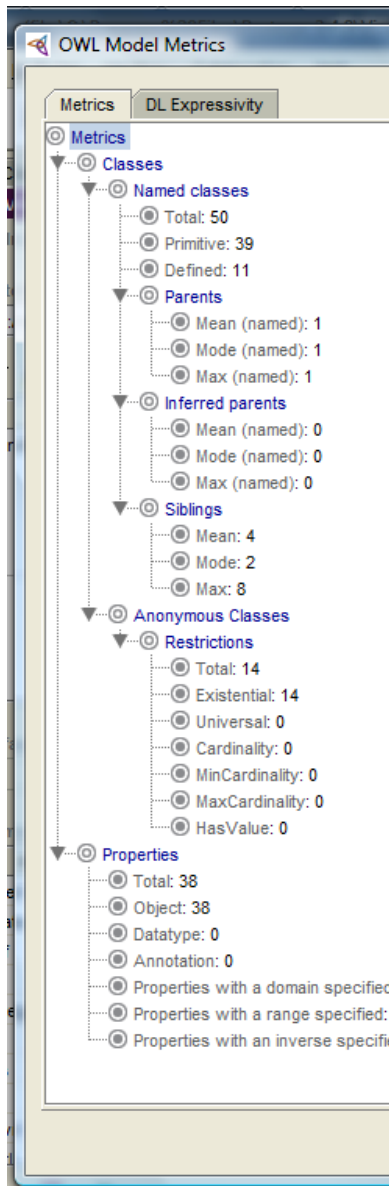 OWL Model Metrics
Metrics DL Expressivity
Metrics
Classes
Named classes
Total: 50
Primitive: 39
Defined: 11
Parents
Mean (named): 1
Mode (named): 1
Max (named): 1
Inferred parents
Mean (named): 0
Mode (named): 0
Max (named): 0
Siblings
Mean: 4
Mode: 2
Max: 8
Anonymous Classes
Restrictions
Total: 14
Existential: 14
Universal: 0
Cardinality: 0
MinCardinality: 0
MaxCardinality: 0
HasValue: 0
Properties
Total: 38
Object: 38
Datatype: 0
Annotation: 0
Properties with a domain specified
Properties with a range specified:
Properties with an inverse specifie